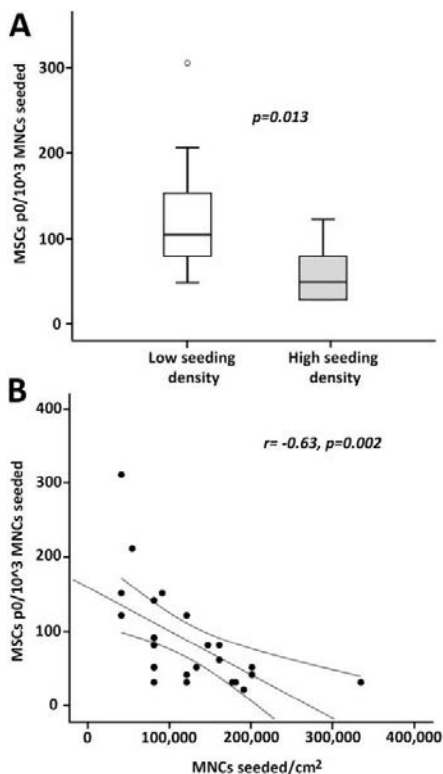 A
MSCs p0/10^3 MNCs seeded
300
200
100
0
p=0.013
Low seeding
density
High seeding
density
B
MSCs p0/10^3 MNCs seeded
400
300
200
100
0
r= -0.63, p=0.002
0
100,000
200,000
300,000
400,000
MNCs seeded/cm²